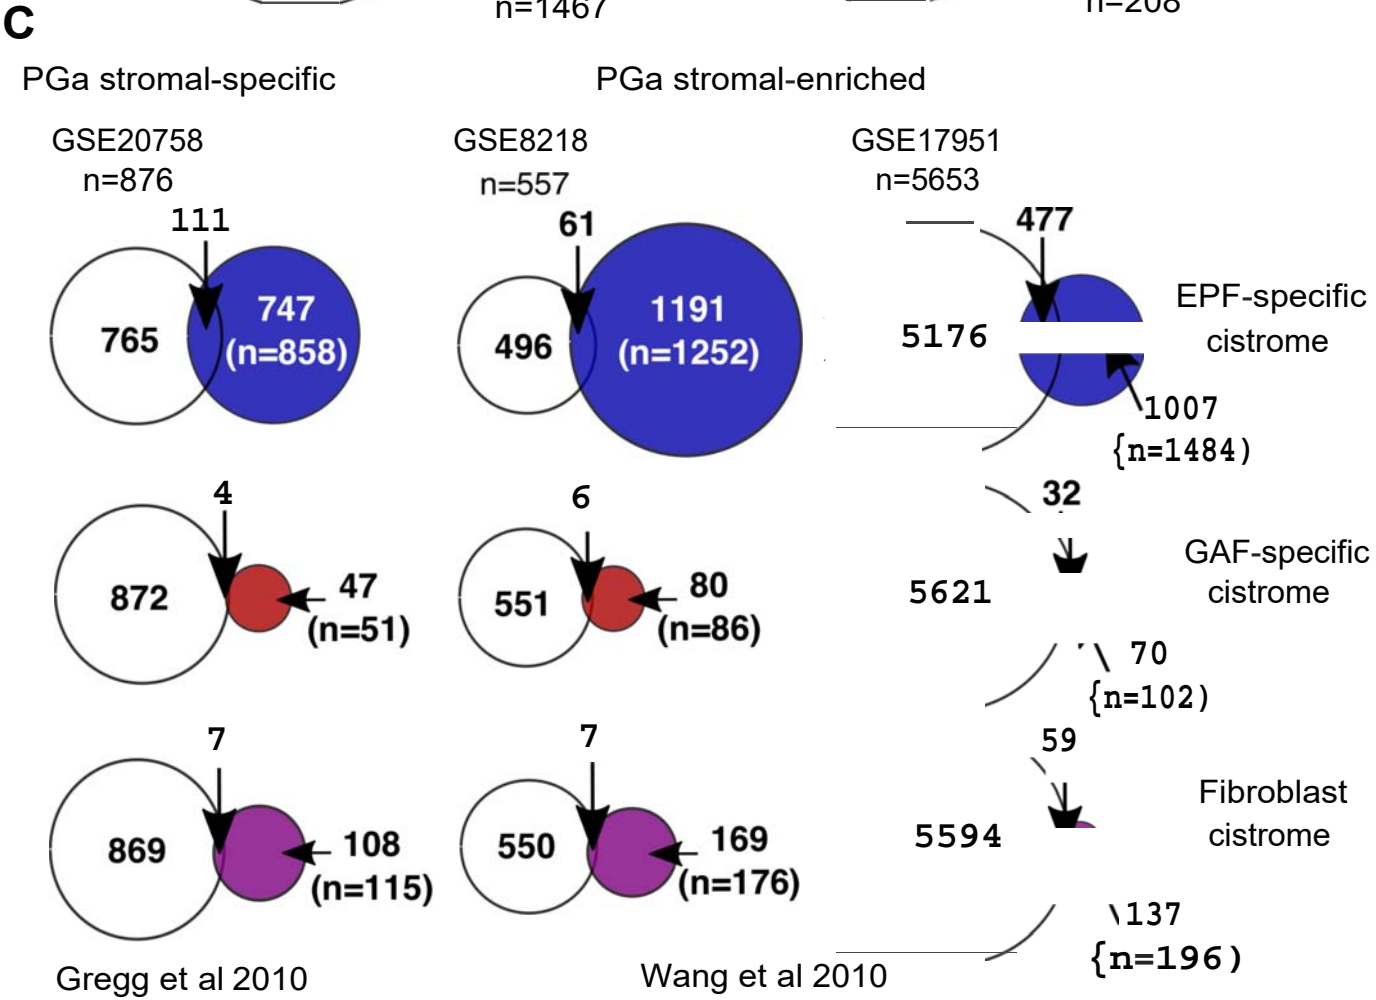 n=1467
n=208
C
PGa stromal-specific
PGa stromal-enriched
GSE20758
n=876
GSE8218
n=557
GSE17951
n=5653
111
765
747
(n=858)
61
496
1191
(n=1252)
477
5176
1007
{n=1484)
EPF-specific
cistrome
4
872
47
(n=51)
6
551
80
(n=86)
32
5621
70
{n=102)
GAF-specific
cistrome
7
869
108
(n=115)
7
550
169
(n=176)
59
5594
137
{n=196)
Fibroblast
cistrome
Gregg et al 2010
Wang et al 2010